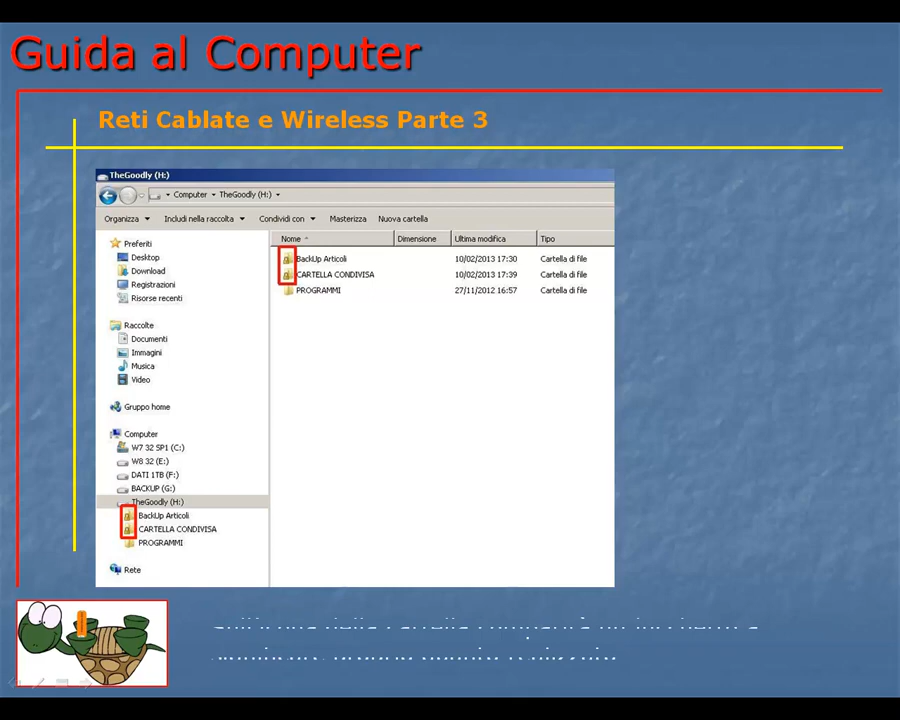 Guida al Computer
Reti Cablate e Wireless Parte 3
TheGoodly (H:)
Computer TheGoodly (H:)
Organizza Includi nella raccolta Condividi con Masterizza Nuova cartella
Nome Dimensione Ultima modifica Tipo
BackUp Articoli 10/02/2013 17:30 Cartella di file
CARTELLA CONDIVISA 10/02/2013 17:39 Cartella di file
PROGRAMMI 27/11/2012 16:57 Cartella di file
Preferiti
Desktop
Download
Registrazioni
Risorse recenti
Raccolte
Documenti
Immagini
Musica
Video
Gruppo home
Computer
W7 32 SP1 (C:)
W8 32 (E:)
DATI 1TB (F:)
BACKUP (G:)
TheGoodly (H:)
BackUp Articoli
CARTELLA CONDIVISA
PROGRAMMI
Rete